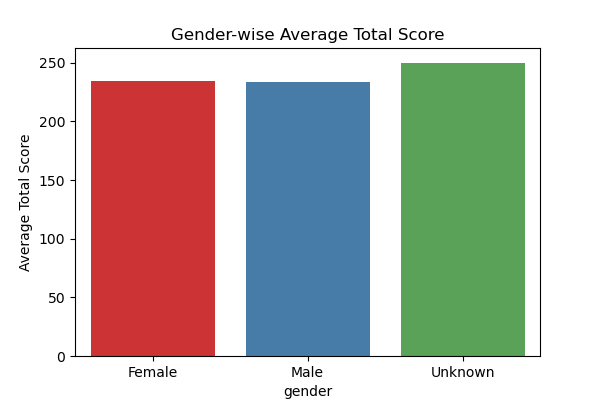 Gender-wise Average Total Score
Average Total Score
250
200
150
100
50
0
Female Male Unknown
gender